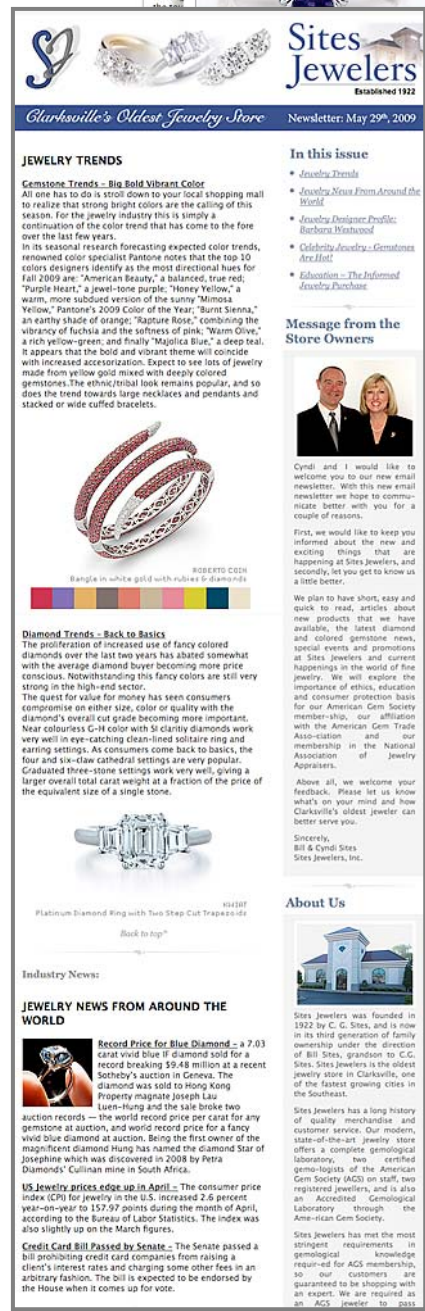 Sites
Jewelers
Established 1922
Clarksville's Oldest Jewelry Store
Newsletter: May 29th, 2009
JEWELRY TRENDS
Gemstone Trends – Big Bold Vibrant Color
All one has to do is stroll down to your local shopping mall
to realize that strong bright colors are the calling of this
season. For the jewelry industry this is simply a
continuation of the color trend that has come to the fore
over the last few years.
In its seasonal research forecasting expected color trends,
renowned color specialist Pantone notes that the top 10
colors designers identify as the most directional hues for
Fall 2009 are: "American Beauty," a balanced, true red;
"Purple Heart," a jewel-tone purple; "Honey Yellow," a
warm, more subdued version of the sunny "Mimosa
Yellow," Pantone's 2009 Color of the Year; "Burnt Sienna,"
an earthy shade of orange; "Rapture Rose," combining the
vibrancy of fuchsia and the softness of pink; "Warm Olive,"
a rich yellow-green; and finally "Majolica Blue," a deep teal.
It appears that the bold and vibrant theme will coincide
with increased accesorization. Expect to see lots of jewelry
made from yellow gold mixed with deeply colored
gemstones.The ethnic/tribal look remains popular, and so
does the trend towards large necklaces and pendants and
stacked or wide cuffed bracelets.
ROBERTO COIN
Bangle in white gold with rubies & diamonds
Diamond Trends – Back to Basics
The proliferation of increased use of fancy colored
diamonds over the last two years has abated somewhat
with the average diamond buyer becoming more price
conscious. Notwithstanding this fancy colors are still very
strong in the high-end sector.
The quest for value for money has seen consumers
compromise on either size, color or quality with the
diamond's overall cut grade becoming more important.
Near colourless G-H color with SI claritiy diamonds work
very well in eye-catching clean-lined solitaire ring and
earring settings. As consumers come back to basics, the
four and six-claw cathedral settings are very popular.
Graduated three-stone settings work very well, giving a
larger overall total carat weight at a fraction of the price of
the equivalent size of a single stone.
Platinum Diamond Ring with Two Step Cut Trapezoids
Back to top^
Industry News:
JEWELRY NEWS FROM AROUND THE
WORLD
Record Price for Blue Diamond – a 7.03
carat vivid blue IF diamond sold for a
record breaking $9.48 million at a recent
Sotheby's auction in Geneva. The
diamond was sold to Hong Kong
Property magnate Joseph Lau
Luen-Hung and the sale broke two
auction records — the world record price per carat for any
gemstone at auction, and world record price for a fancy
vivid blue diamond at auction. Being the first owner of the
magnificent diamond Hung has named the diamond Star of
Josephine which was discovered in 2008 by Petra
Diamonds' Cullinan mine in South Africa.
US Jewelry prices edge up in April – The consumer price
index (CPI) for jewelry in the U.S. increased 2.6 percent
year-on-year to 157.97 points during the month of April,
according to the Bureau of Labor Statistics. The index was
also slightly up on the March figures.
Credit Card Bill Passed by Senate – The Senate passed a
bill prohibiting credit card companies from raising a
client's interest rates and charging some other fees in an
arbitrary fashion. The bill is expected to be endorsed by
the House when it comes up for vote.
In this issue
Jewelry Trends
Jewelry News From Around the
World
Jewelry Designer Profile:
Barbara Westwood
Celebrity Jewelry - Gemstones
Are Hot!
Education – The Informed
Jewelry Purchase
Message from the
Store Owners
Cyndi and I would like to
welcome you to our new email
newsletter. With this new email
newsletter we hope to commu-
nicate better with you for a
couple of reasons.
First, we would like to keep you
informed about the new and
exciting things that are
happening at Sites Jewelers, and
secondly, let you get to know us
a little better.
We plan to have short, easy and
quick to read, articles about
new products that we have
available, the latest diamond
and colored gemstone news,
special events and promotions
at Sites Jewelers and current
happenings in the world of fine
jewelry. We will explore the
importance of ethics, education
and consumer protection basis
for our American Gem Society
member-ship, our affiliation
with the American Gem Trade
Asso-ciation and our
membership in the National
Association of Jewelry
Appraisers.
Above all, we welcome your
feedback. Please let us know
what's on your mind and how
Clarksville's oldest jeweler can
better serve you.
Sincerely,
Bill & Cyndi Sites
Sites Jewelers, Inc.
About Us
Sites Jewelers was founded in
1922 by C. G. Sites, and is now
in its third generation of family
ownership under the direction
of Bill Sites, grandson to C.G.
Sites. Sites Jewelers is the oldest
jewelry store in Clarksville, one
of the fastest growing cities in
the Southeast.
Sites Jewelers has a long history
of quality merchandise and
customer service. Our modern,
state-of-the-art jewelry store
offers a complete gemological
laboratory, two certified
gemo-logists of the American
Gem Society (AGS) on staff, two
registered jewellers, and is also
an Accredited Gemological
Laboratory through the
Ame-rican Gem Society.
Sites Jewelers has met the most
stringent requirements in
gemological knowledge
requir-ed for AGS membership,
so our customers are
guaranteed to be shopping with
an expert. We are required as
an AGS jeweler to pass